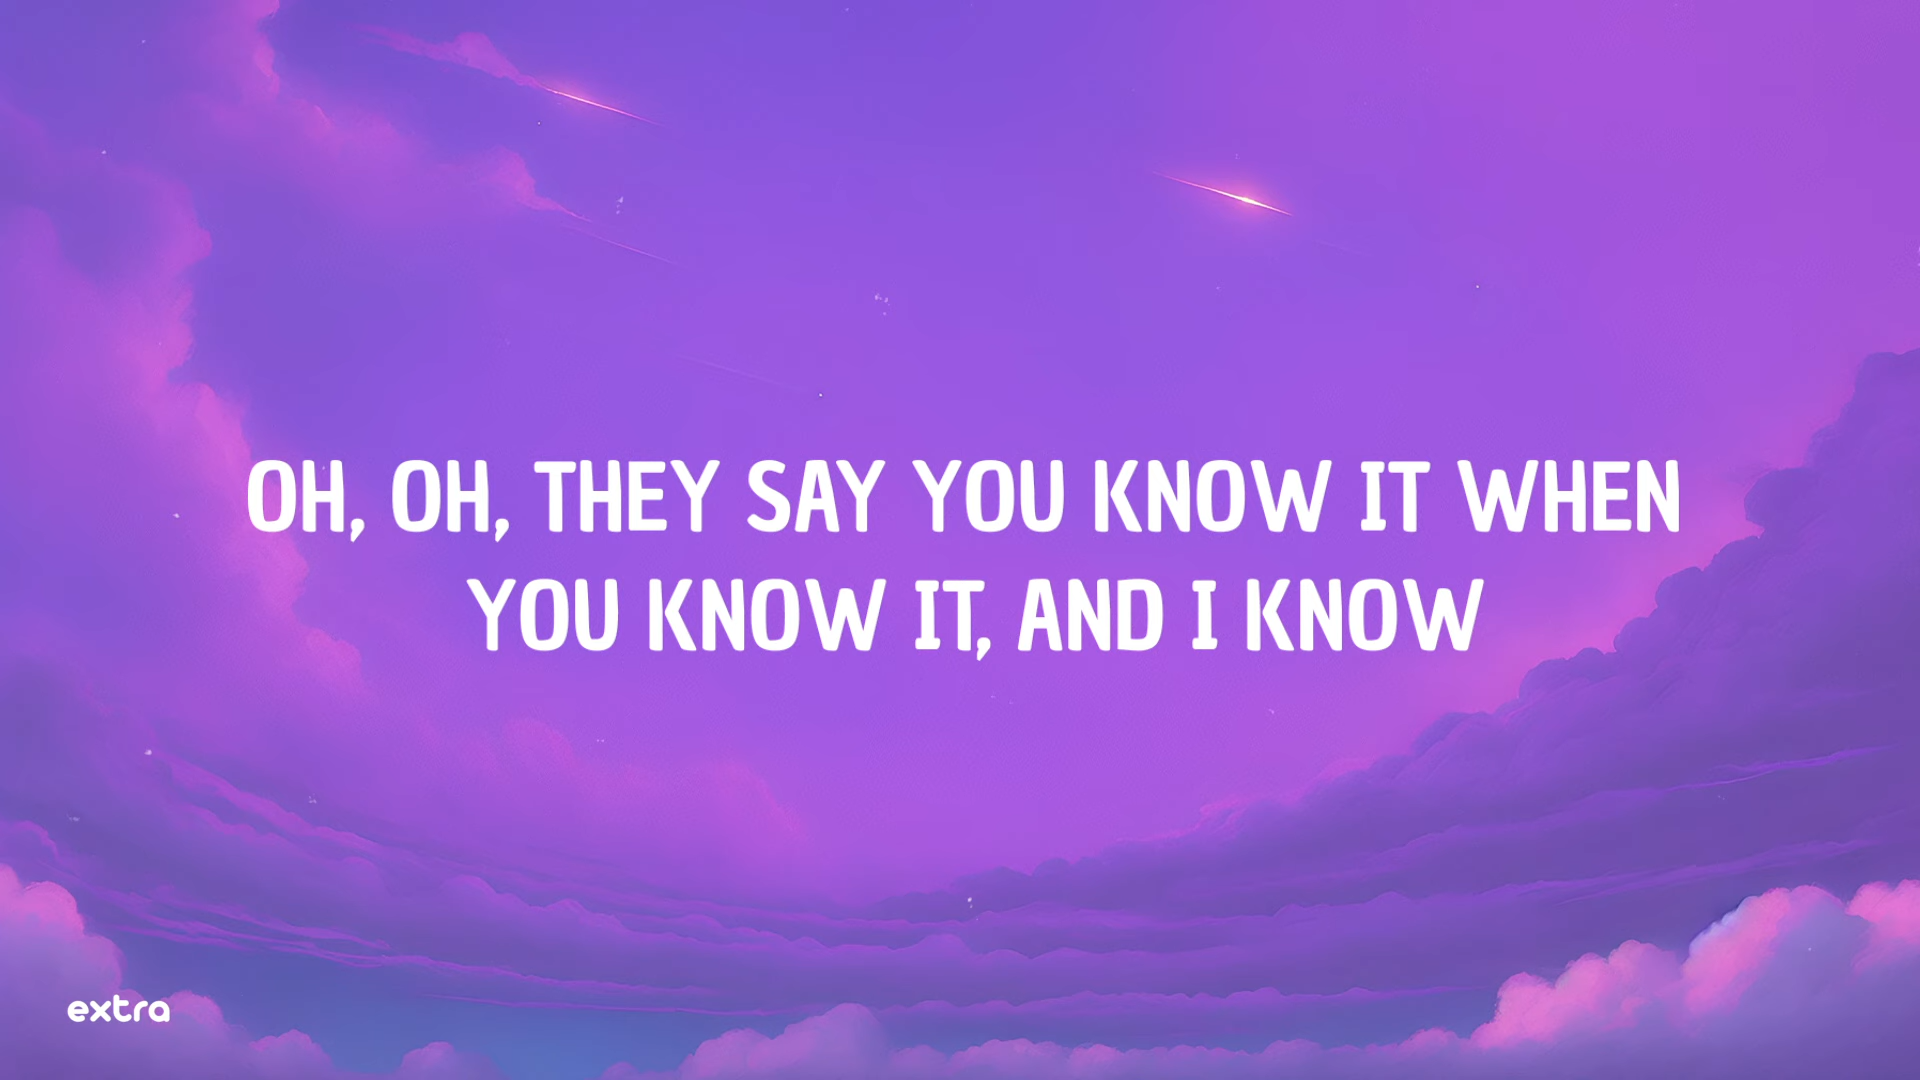 OH, OH, THEY SAY YOU KNOW IT WHEN
YOU KNOW IT, AND I KNOW
extra